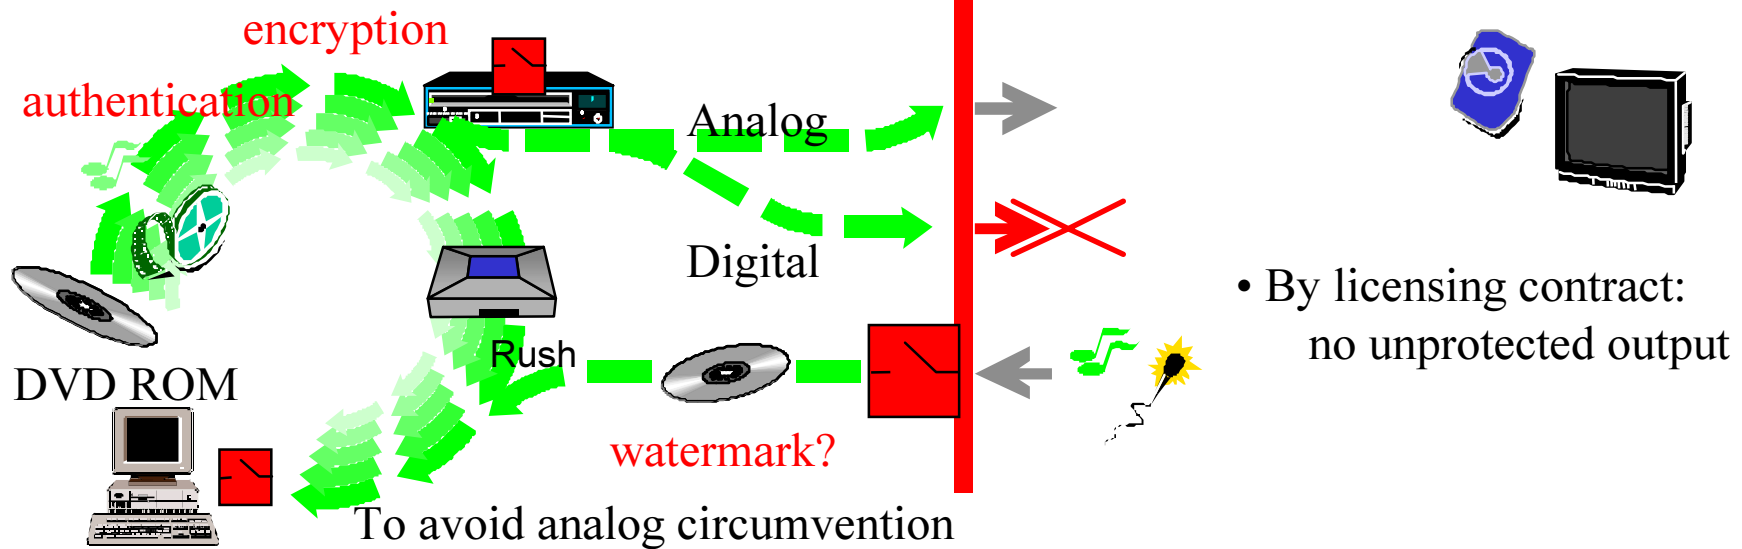 encryption
authentication
Analog
Digital
• By licensing contract:
no unprotected output
Rush
DVD ROM
watermark?
To avoid analog circumvention